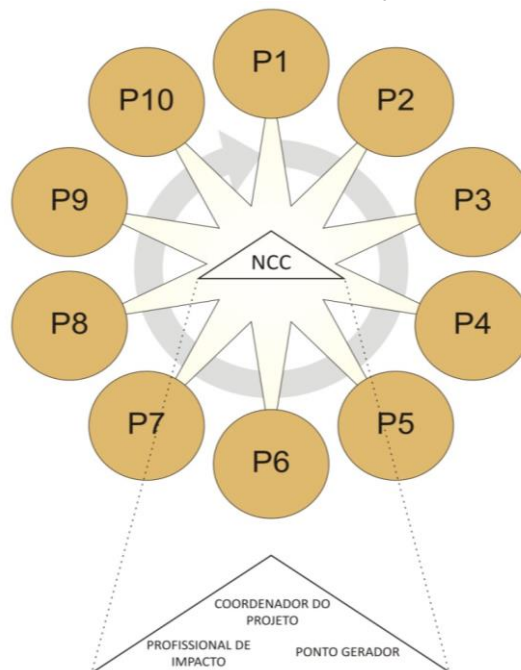 P1
P10
P2
P9
P3
NCC
P8
P4
P7
P5
P6
COORDENADOR DO
PROJETO
PROFISSIONAL DE
IMPACTO
PONTO GERADOR